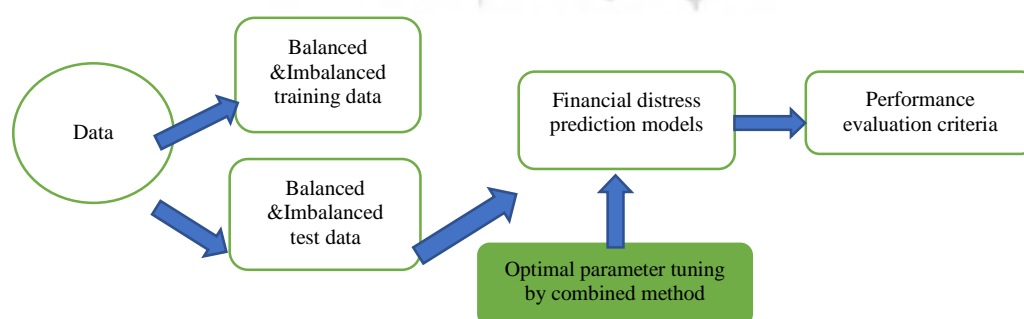 Data
Balanced
&Imbalanced
training data
Balanced
&Imbalanced
test data
Financial distress
prediction models
Optimal parameter tuning
by combined method
Performance
evaluation criteria